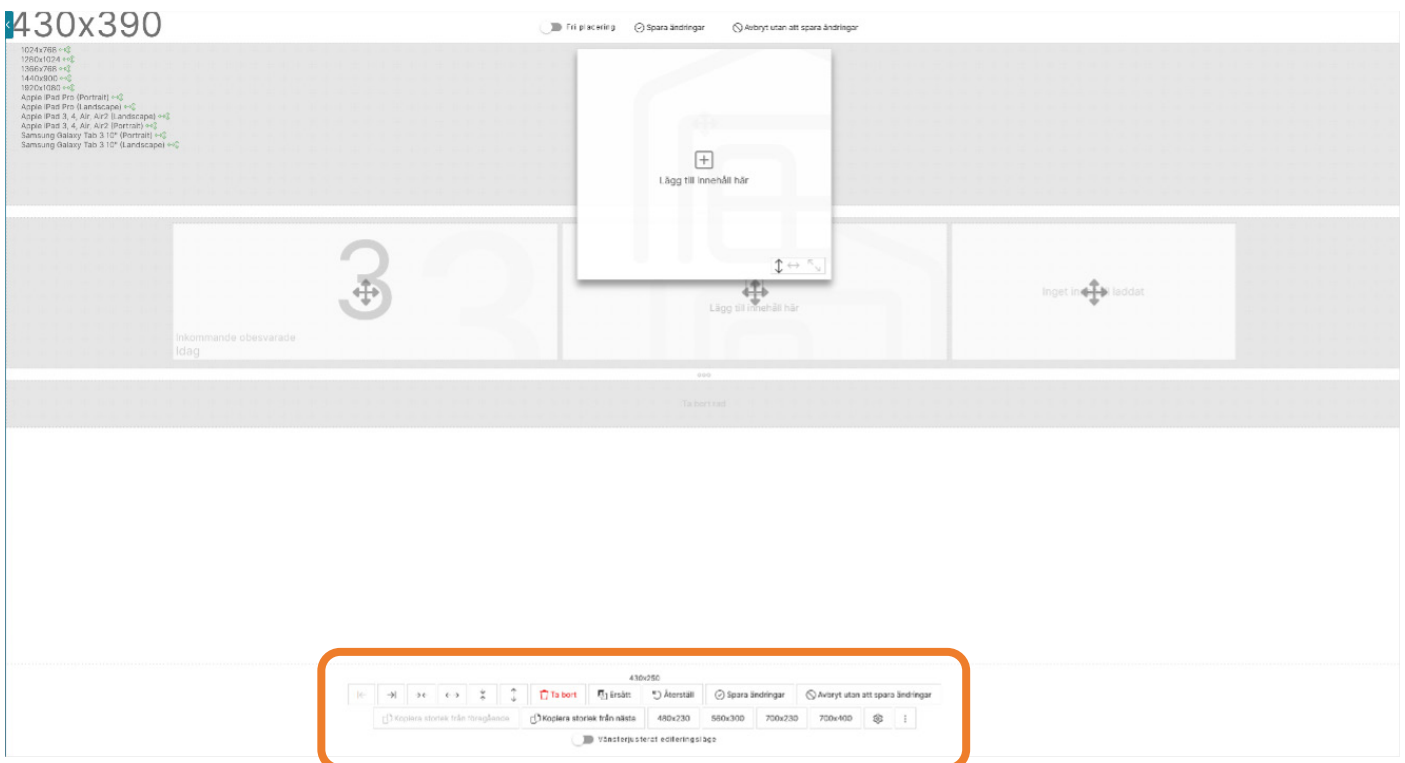 430x390
Fri placering Spara ändringar Avbryt utan att spara ändringar
1024x768
1280x1024
1366x768
1440x900
1920x1080
Apple iPad Pro (Portrait)
Apple iPad Pro (Landscape)
Apple iPad 3, 4, Air, Air2 (Landscape)
Apple iPad 3, 4, Air, Air2 (Portrait)
Samsung Galaxy Tab 3 10" (Portrait)
Samsung Galaxy Tab 3 10" (Landscape)
Lägg till innehåll här
3
Inkommande obesvarade
Idag
Lägg till innehåll här
Inget laddat
Ta bort rad
430x250
Ta bort Ersätt Återställ Spara ändringar Avbryt utan att spara ändringar
Kopiera storlek från föregående Kopiera storlek från nästa 480x230 560x300 700x230 700x400
Vänsterjusterat editeringsläge